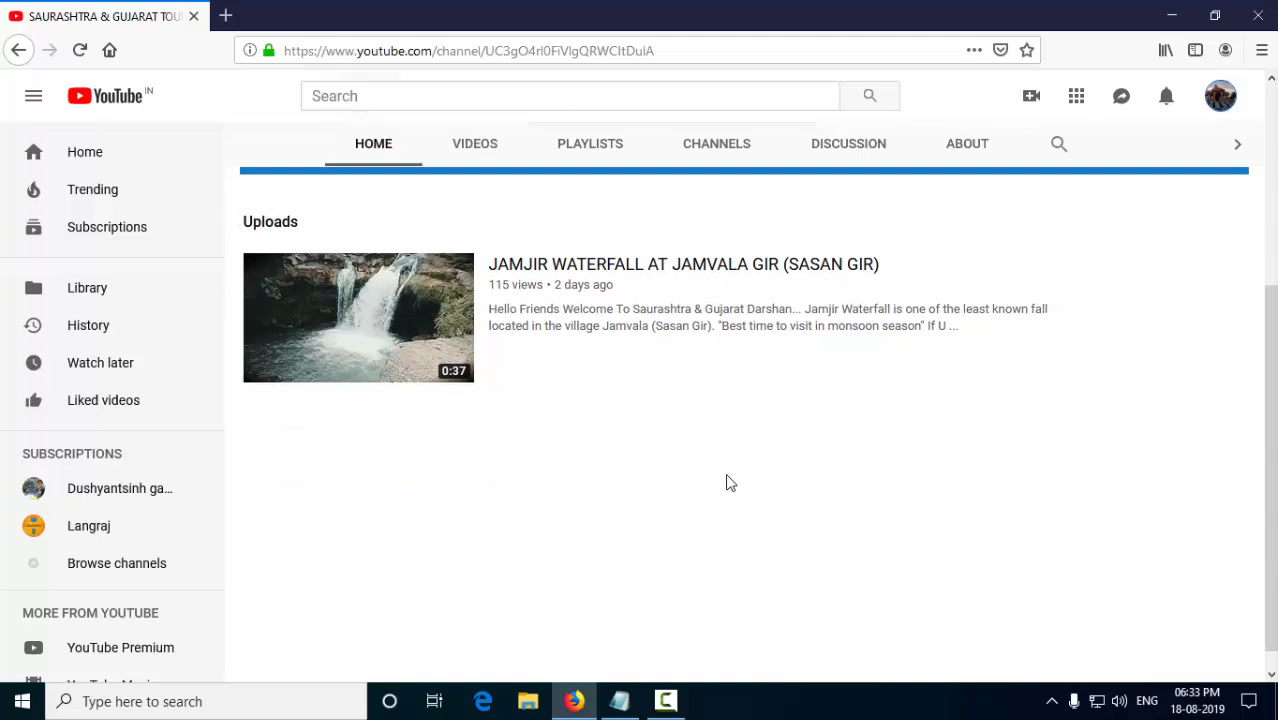 SAURASHTRA & GUJARAT TOU
https://www.youtube.com/channel/UC3gO4rl0FiVlgQRWCItDulA
YouTube IN
Search
HOME VIDEOS PLAYLISTS CHANNELS DISCUSSION ABOUT
Home
Trending
Subscriptions
Library
History
Watch later
Liked videos
SUBSCRIPTIONS
Dushyantsinh ga...
Langraj
Browse channels
MORE FROM YOUTUBE
YouTube Premium
Uploads
JAMJIR WATERFALL AT JAMVALA GIR (SASAN GIR)
115 views • 2 days ago
Hello Friends Welcome To Saurashtra & Gujarat Darshan... Jamjir Waterfall is one of the least known fall
located in the village Jamvala (Sasan Gir). "Best time to visit in monsoon season" If U ...
0:37
Type here to search
ENG
06:33 PM
18-08-2019